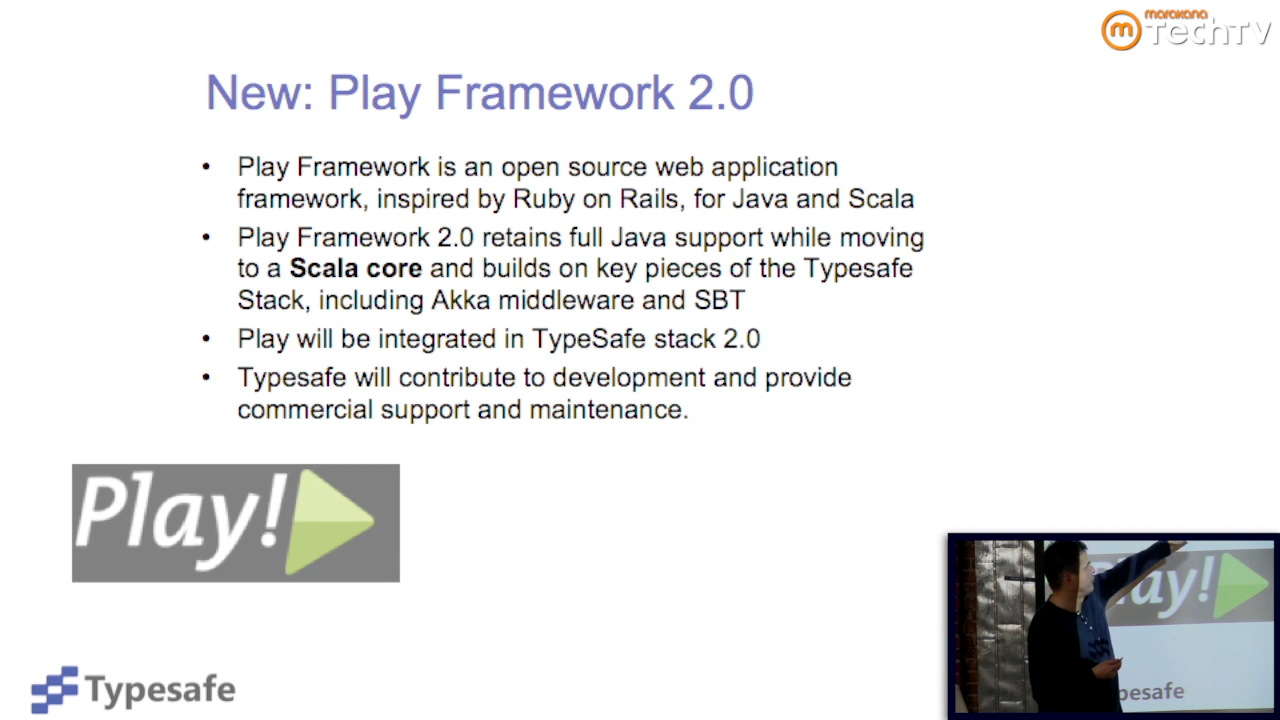 marakana
TechTV
New: Play Framework 2.0
• Play Framework is an open source web application
framework, inspired by Ruby on Rails, for Java and Scala
• Play Framework 2.0 retains full Java support while moving
to a Scala core and builds on key pieces of the Typesafe
Stack, including Akka middleware and SBT
• Play will be integrated in TypeSafe stack 2.0
• Typesafe will contribute to development and provide
commercial support and maintenance.
Play!
lay!
Typesafe
pesafe